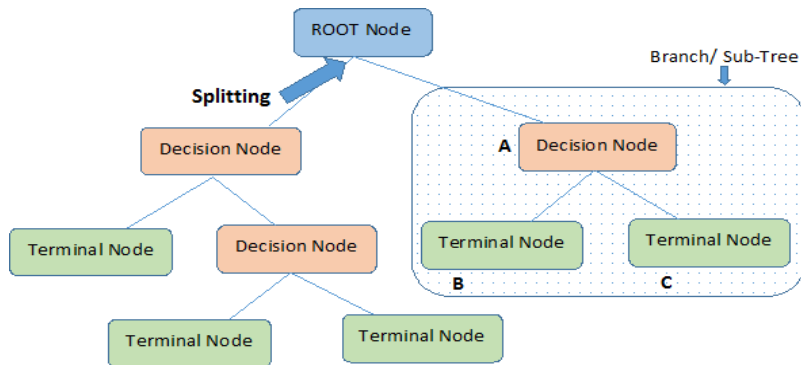 ROOT Node
Branch/ Sub-Tree
Splitting
Decision Node
A
Decision Node
Terminal Node
Decision Node
Terminal Node
Terminal Node
B
C
Terminal Node
Terminal Node